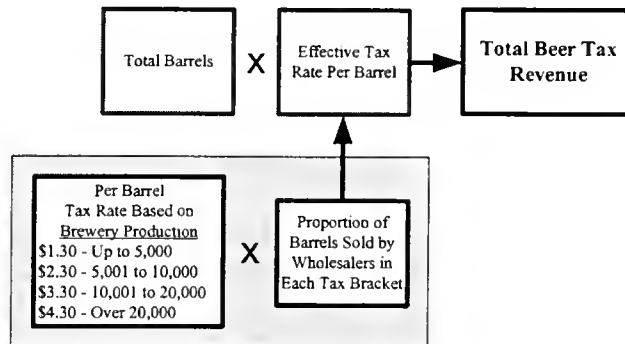 Total Barrels
X
Effective Tax
Rate Per Barrel
Total Beer Tax
Revenue
Per Barrel
Tax Rate Based on
Brewery Production
$1.30 - Up to 5,000
$2.30 - 5,001 to 10,000
$3.30 - 10,001 to 20,000
$4.30 - Over 20,000
X
Proportion of
Barrels Sold by
Wholesalers in
Each Tax Bracket